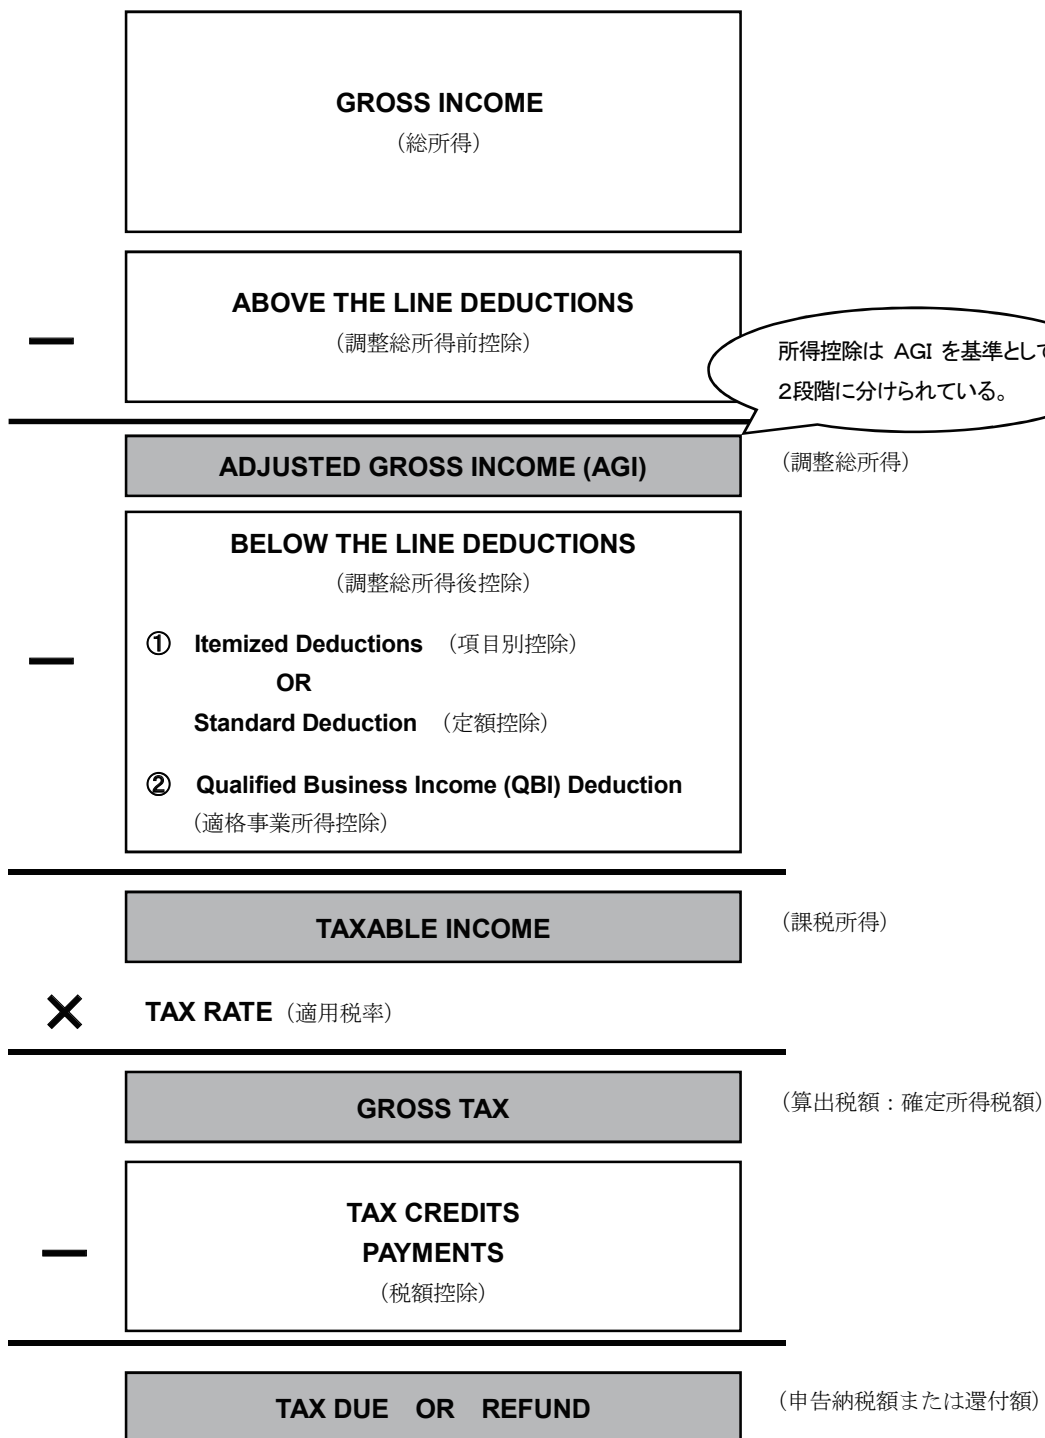 GROSS INCOME
(総所得)
ABOVE THE LINE DEDUCTIONS
(調整総所得前控除)
所得控除は AGI を基準として
2段階に分けられている。
ADJUSTED GROSS INCOME (AGI)
(調整総所得)
BELOW THE LINE DEDUCTIONS
(調整総所得後控除)
① Itemized Deductions (項目別控除)
OR
Standard Deduction (定額控除)
② Qualified Business Income (QBI) Deduction
(適格事業所得控除)
TAXABLE INCOME
(課税所得)
TAX RATE (適用税率)
GROSS TAX
(算出税額：確定所得税額)
TAX CREDITS
PAYMENTS
(税額控除)
TAX DUE OR REFUND
(申告納税額または還付額)